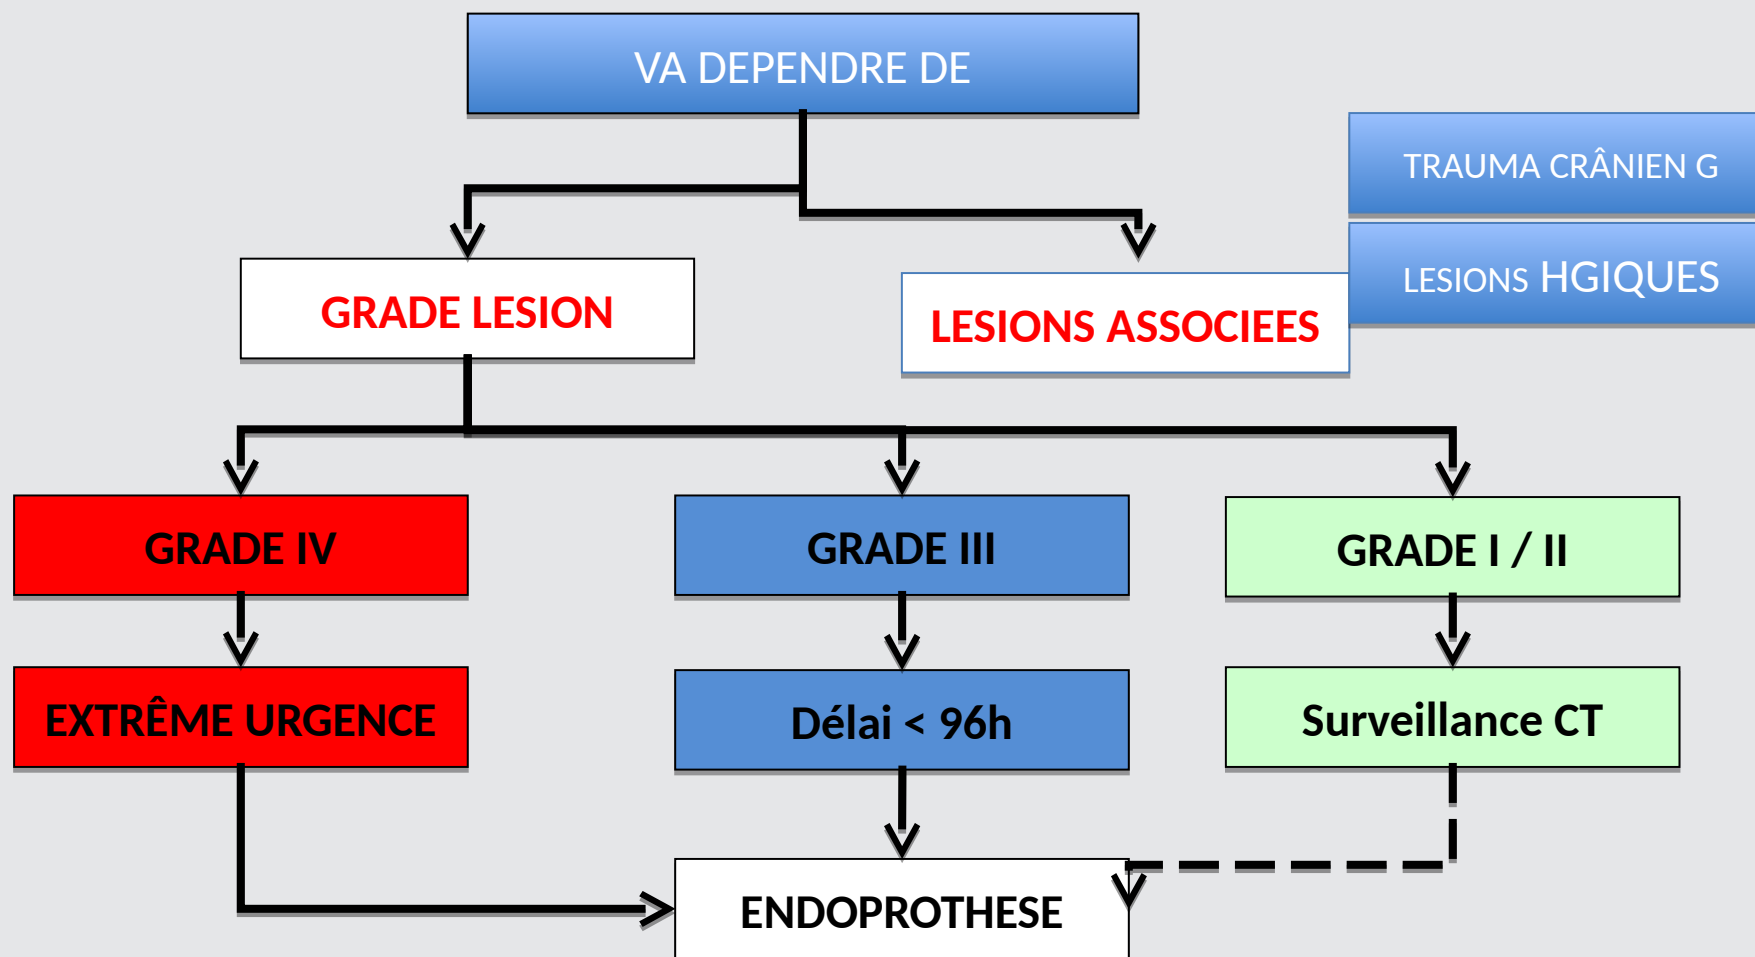 VA DEPENDRE DE
TRAUMA CRÂNIEN G
LESIONS HGIQUES
GRADE LESION
LESIONS ASSOCIEES
GRADE IV
GRADE III
GRADE I / II
EXTRÊME URGENCE
Délai < 96h
Surveillance CT
ENDOPROTHESE